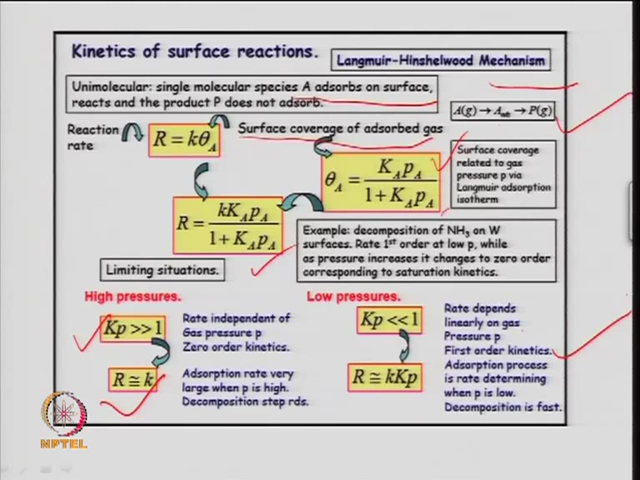 Kinetics of surface reactions.
Langmuir-Hinshelwood Mechanism
Unimolecular: single molecular species A adsorbs on surface,
reacts and the product P does not adsorb.
A(g) → A_ads → P(g)
Reaction
rate
R = kθ_A
Surface coverage of adsorbed gas
θ_A = K_A p_A / 1 + K_A p_A
Surface coverage
related to gas
pressure p via
Langmuir adsorption
isotherm
R = kK_A p_A / 1 + K_A p_A
Example: decomposition of NH₃ on W
surfaces. Rate 1st order at low p, while
as pressure increases it changes to zero order
corresponding to saturation kinetics.
Limiting situations.
High pressures.
Kp >> 1
Rate independent of
Gas pressure p
Zero order kinetics.
R ≅ k
Adsorption rate very
large when p is high.
Decomposition step rds.
Low pressures.
Kp << 1
Rate depends
linearly on gas
Pressure p
First order kinetics.
Adsorption process
is rate determining
when p is low.
Decomposition is fast.
R ≅ kKp
NPTEL